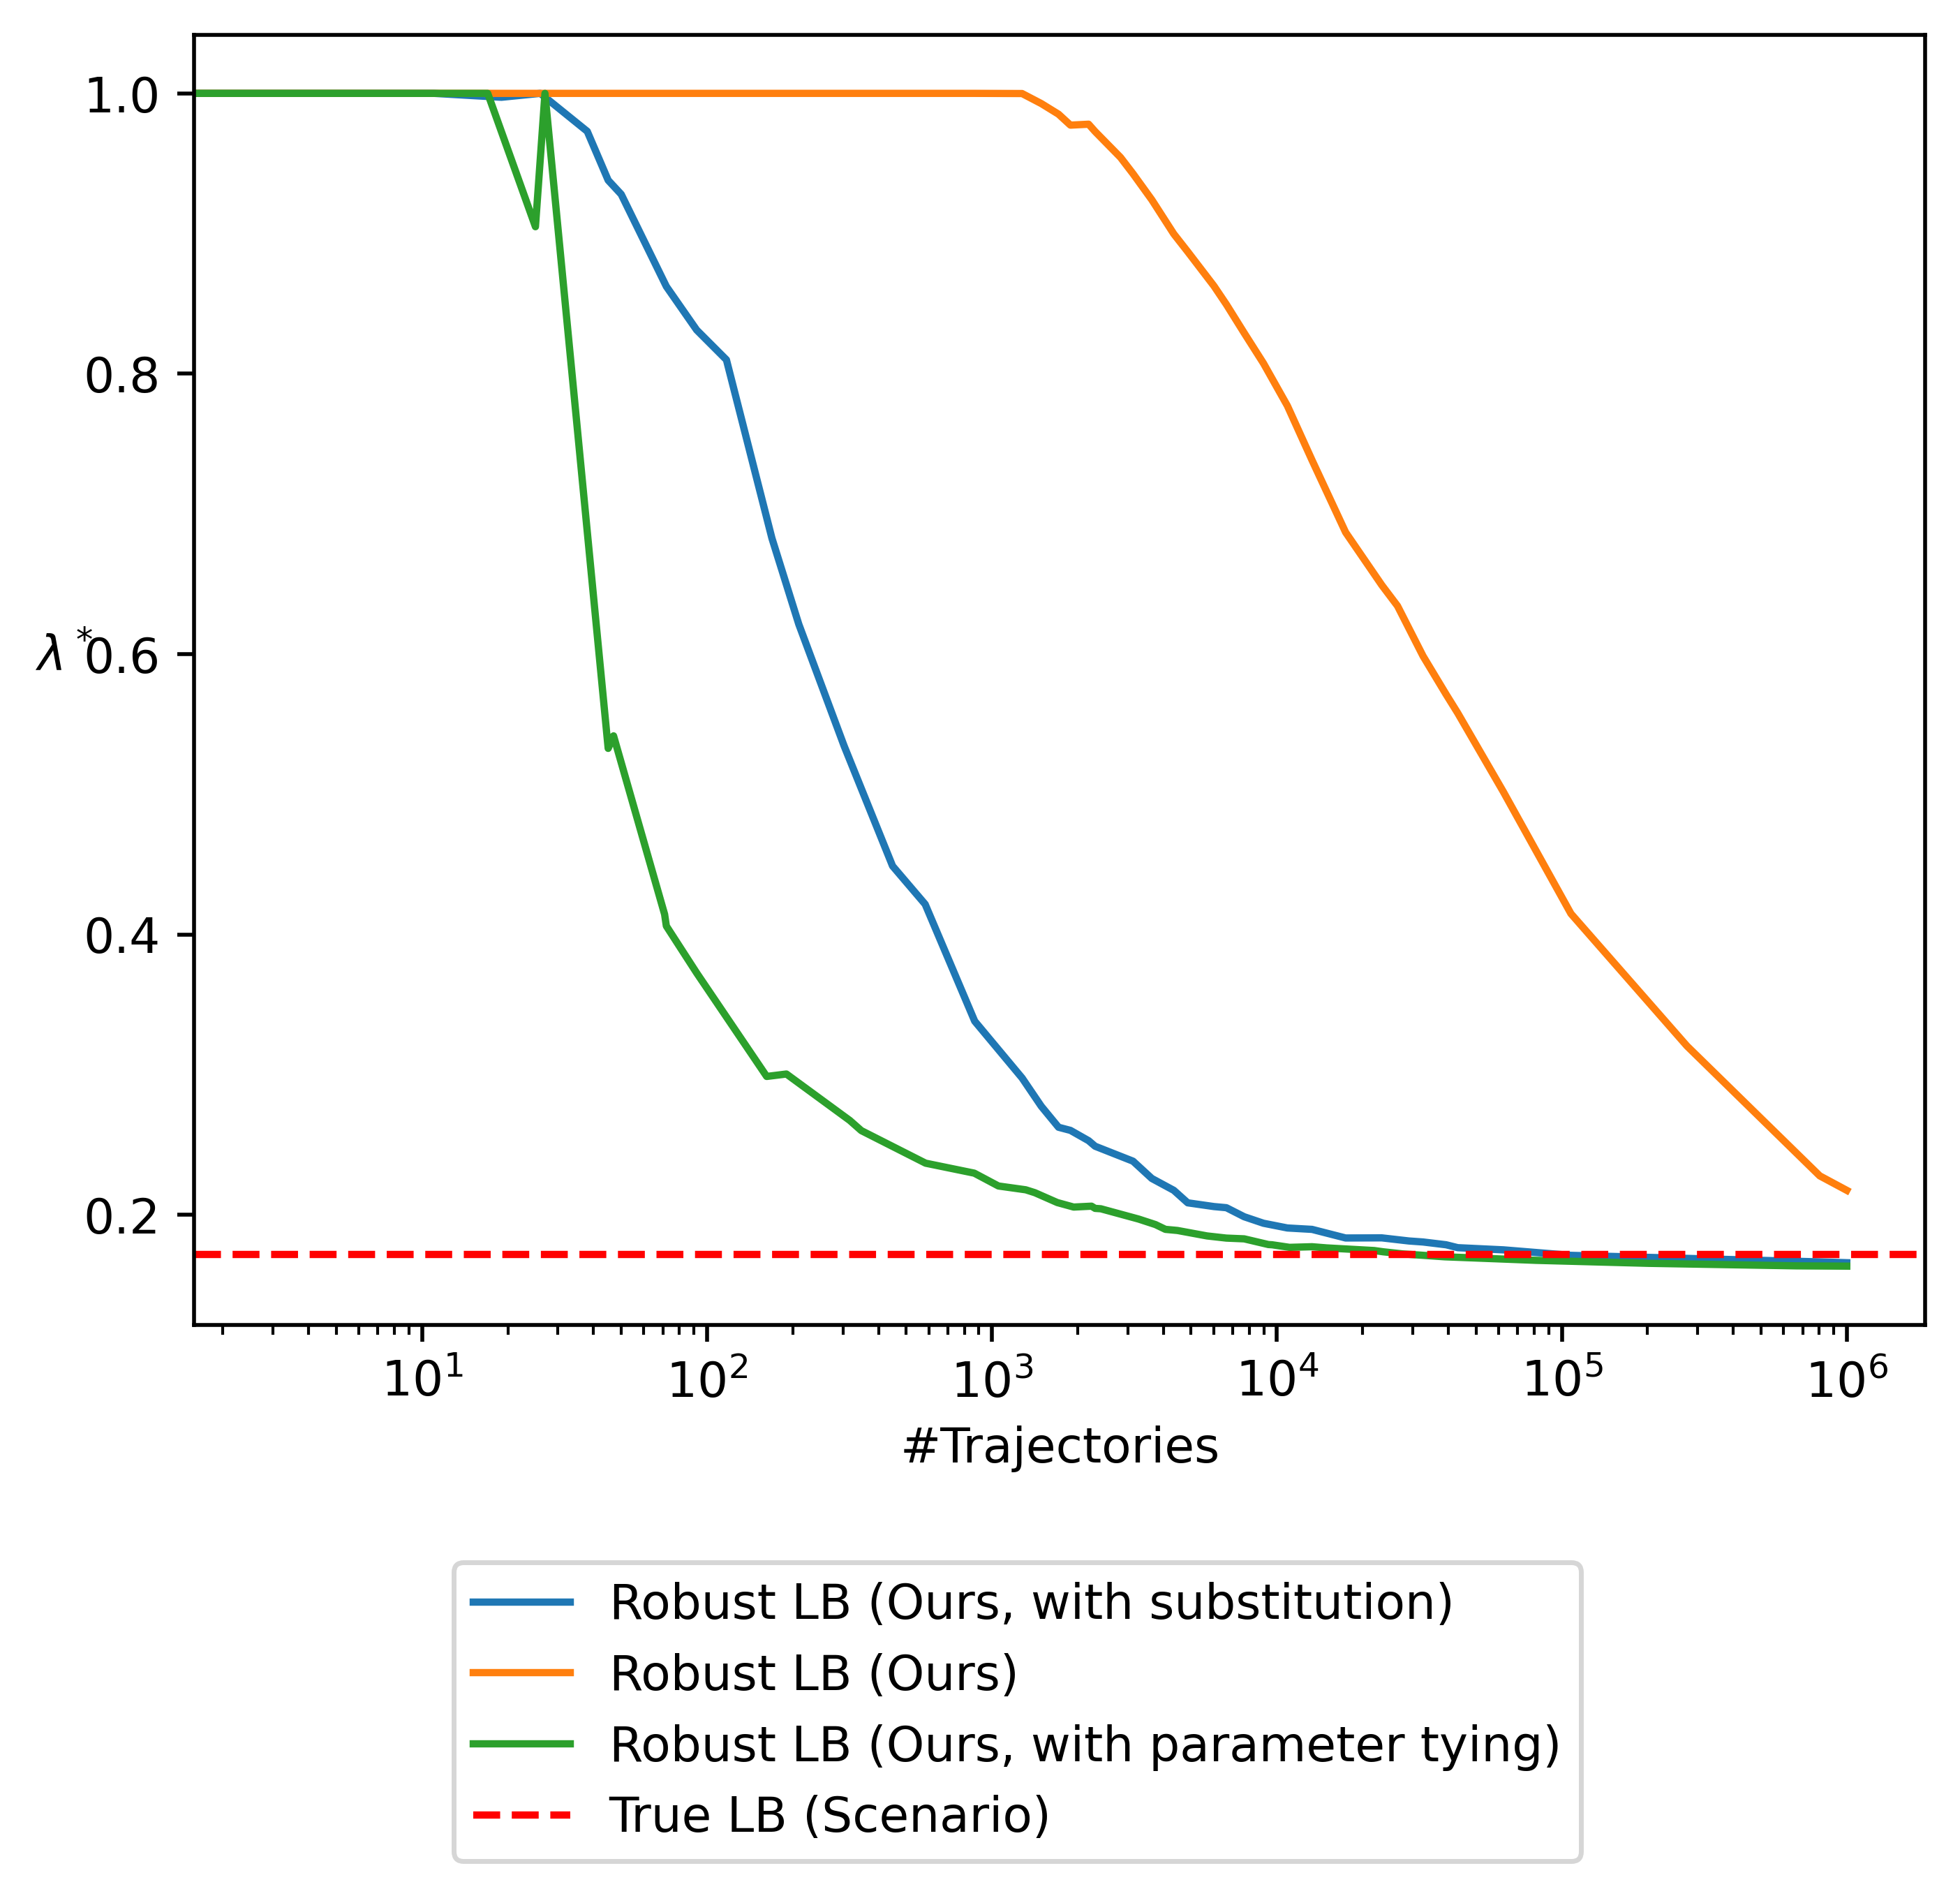 1.0
0.8
λ*
0.6
0.4
0.2
10¹ 10² 10³ 10⁴ 10⁵ 10⁶
#Trajectories
Robust LB (Ours, with substitution)
Robust LB (Ours)
Robust LB (Ours, with parameter tying)
True LB (Scenario)